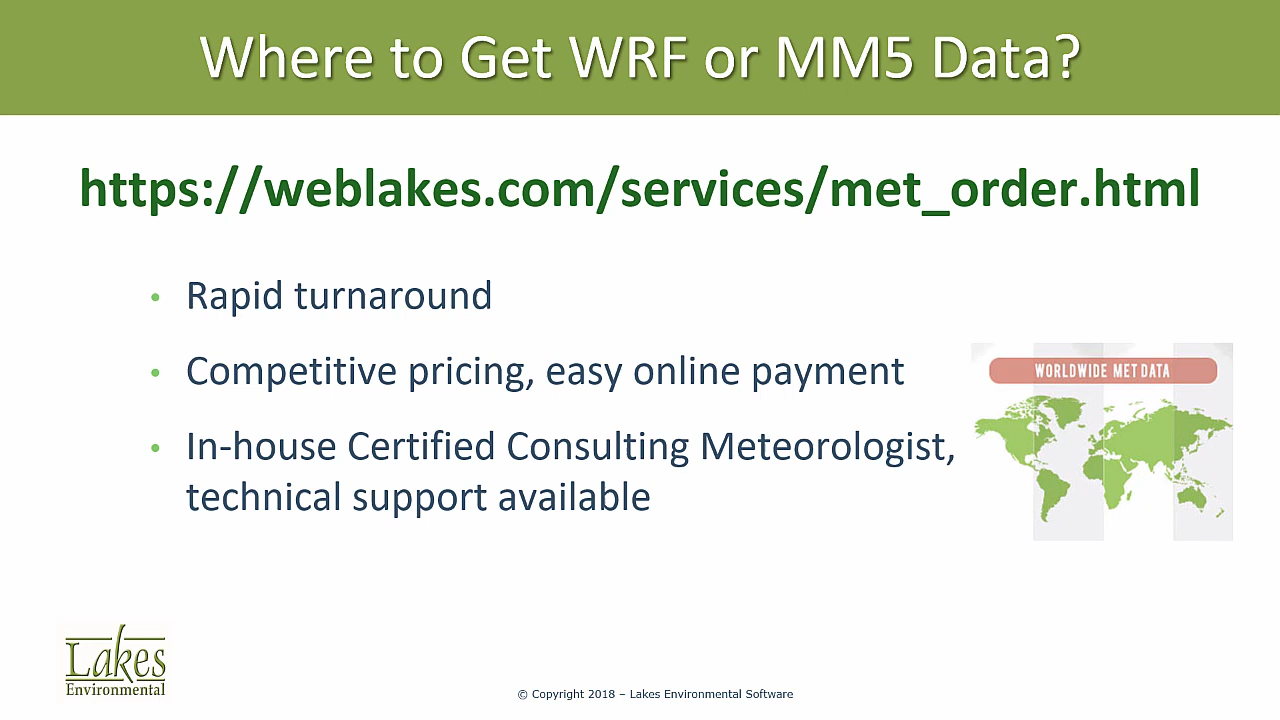 Where to Get WRF or MM5 Data?
https://weblakes.com/services/met_order.html
• Rapid turnaround
• Competitive pricing, easy online payment
• In-house Certified Consulting Meteorologist,
technical support available
WORLDWIDE MET DATA
Lakes
Environmental
© Copyright 2018 – Lakes Environmental Software